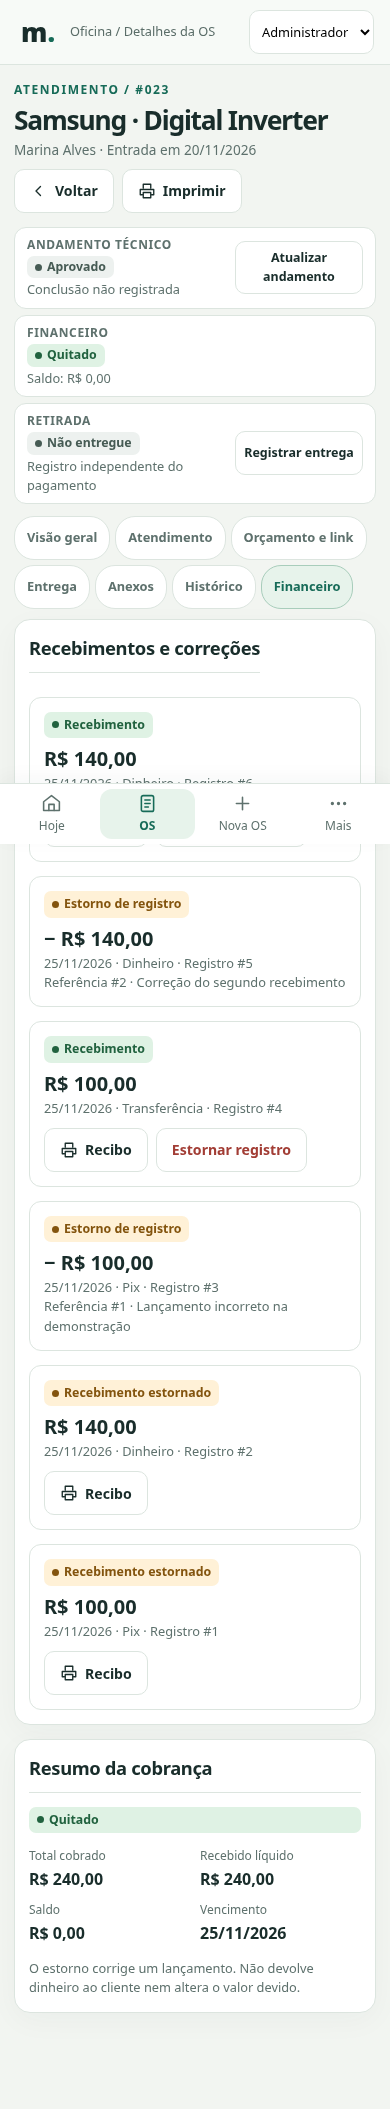 m. Oficina / Detalhes da OS Administrador
ATENDIMENTO / #023
Samsung · Digital Inverter
Marina Alves · Entrada em 20/11/2026
Voltar Imprimir
ANDAMENTO TÉCNICO
Aprovado
Conclusão não registrada
Atualizar
andamento
FINANCEIRO
Quitado
Saldo: R$ 0,00
RETIRADA
Não entregue
Registro independente do
pagamento
Registrar entrega
Visão geral Atendimento Orçamento e link
Entrega Anexos Histórico Financeiro
Recebimentos e correções
Recebimento
R$ 140,00
25/11/2026 · Dinheiro · Registro #6
Hoje OS Nova OS Mais
Estorno de registro
− R$ 140,00
25/11/2026 · Dinheiro · Registro #5
Referência #2 · Correção do segundo recebimento
Recebimento
R$ 100,00
25/11/2026 · Transferência · Registro #4
Recibo Estornar registro
Estorno de registro
− R$ 100,00
25/11/2026 · Pix · Registro #3
Referência #1 · Lançamento incorreto na
demonstração
Recebimento estornado
R$ 140,00
25/11/2026 · Dinheiro · Registro #2
Recibo
Recebimento estornado
R$ 100,00
25/11/2026 · Pix · Registro #1
Recibo
Resumo da cobrança
Quitado
Total cobrado Recebido líquido
R$ 240,00 R$ 240,00
Saldo Vencimento
R$ 0,00 25/11/2026
O estorno corrige um lançamento. Não devolve
dinheiro ao cliente nem altera o valor devido.